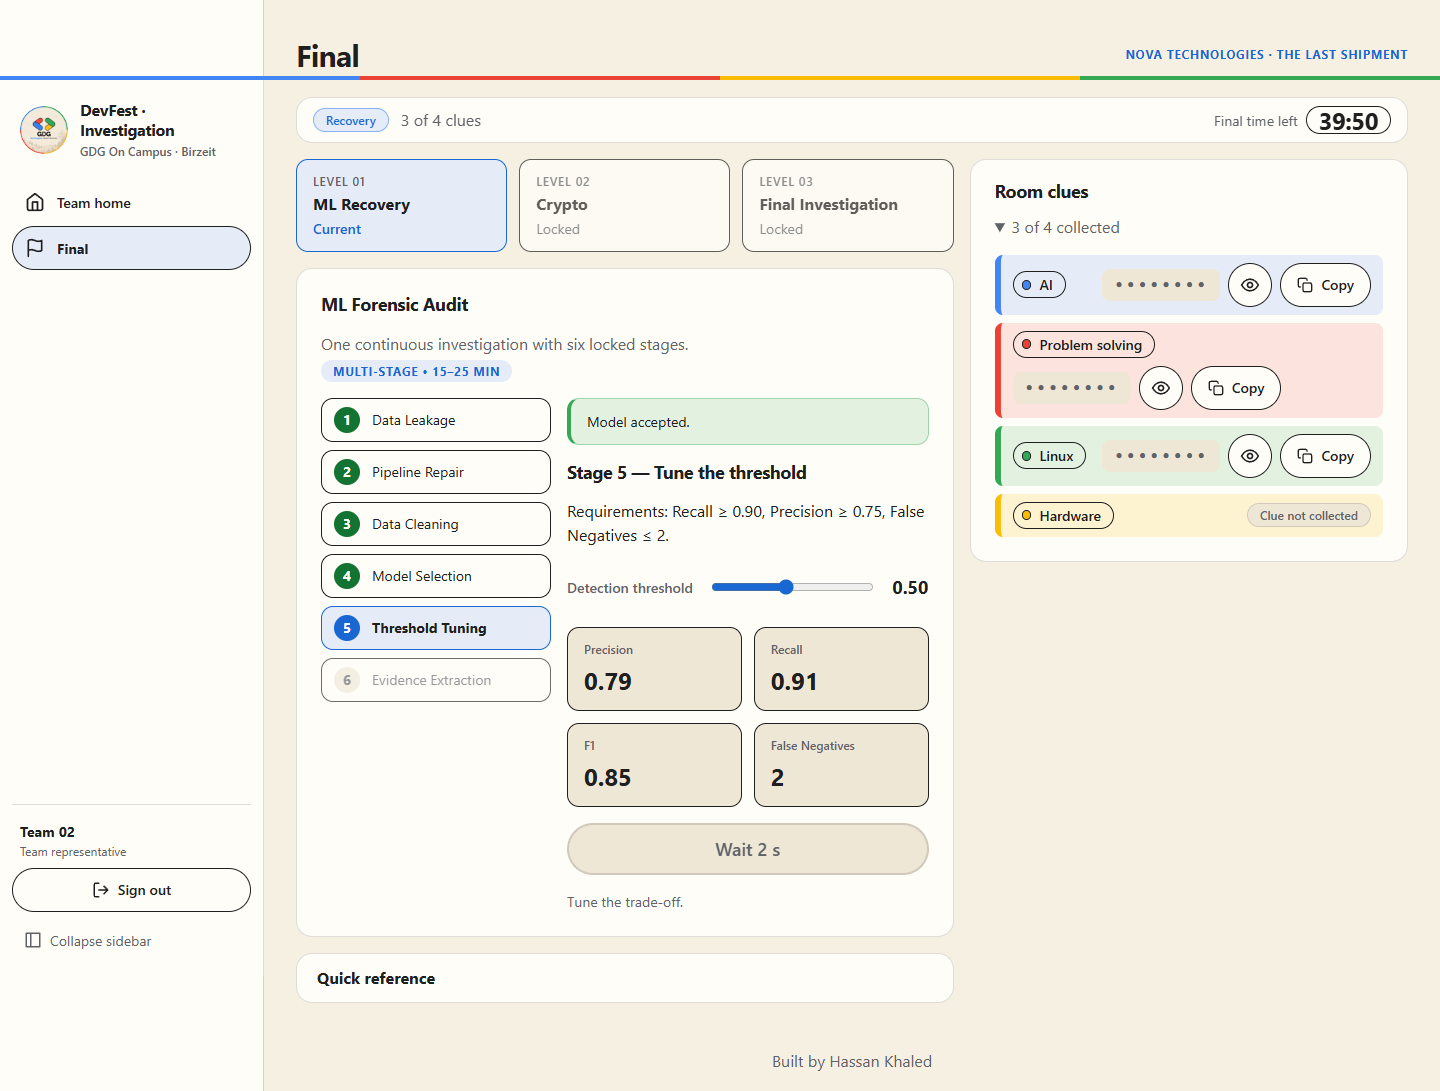 Final
NOVA TECHNOLOGIES · THE LAST SHIPMENT
GDG
DevFest ·
Investigation
GDG On Campus · Birzeit
Team home
Final
Team 02
Team representative
Sign out
Collapse sidebar
Recovery
3 of 4 clues
Final time left
39:50
LEVEL 01
ML Recovery
Current
LEVEL 02
Crypto
Locked
LEVEL 03
Final Investigation
Locked
ML Forensic Audit
One continuous investigation with six locked stages.
MULTI-STAGE • 15–25 MIN
1 Data Leakage
2 Pipeline Repair
3 Data Cleaning
4 Model Selection
5 Threshold Tuning
6 Evidence Extraction
Model accepted.
Stage 5 — Tune the threshold
Requirements: Recall ≥ 0.90, Precision ≥ 0.75, False
Negatives ≤ 2.
Detection threshold
0.50
Precision
0.79
Recall
0.91
F1
0.85
False Negatives
2
Wait 2 s
Tune the trade-off.
Quick reference
Room clues
▼ 3 of 4 collected
AI
••••••••
Copy
Problem solving
••••••••
Copy
Linux
••••••••
Copy
Hardware
Clue not collected
Built by Hassan Khaled